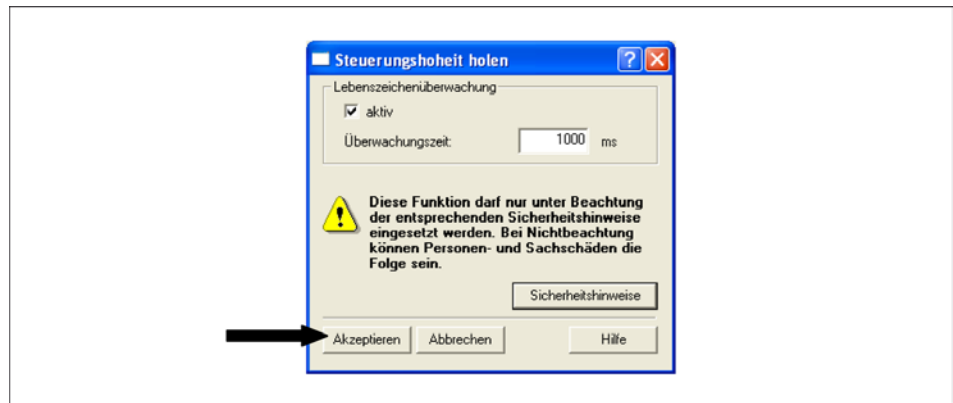 Steuerungshoheit holen
Lebenszeichenüberwachung
aktiv
Überwachungszeit: 1000 ms
Diese Funktion darf nur unter Beachtung
der entsprechenden Sicherheitshinweise
eingesetzt werden. Bei Nichtbeachtung
können Personen- und Sachschäden die
Folge sein.
Sicherheitshinweise
Akzeptieren Abbrechen Hilfe